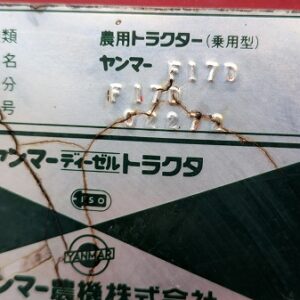 類 農用トラクター(乗用型)
名 ヤンマー F17D
分 F17D
号
ヤンマーディーゼルトラクタ
ISO
YANMAR
ンマー農機株式会社